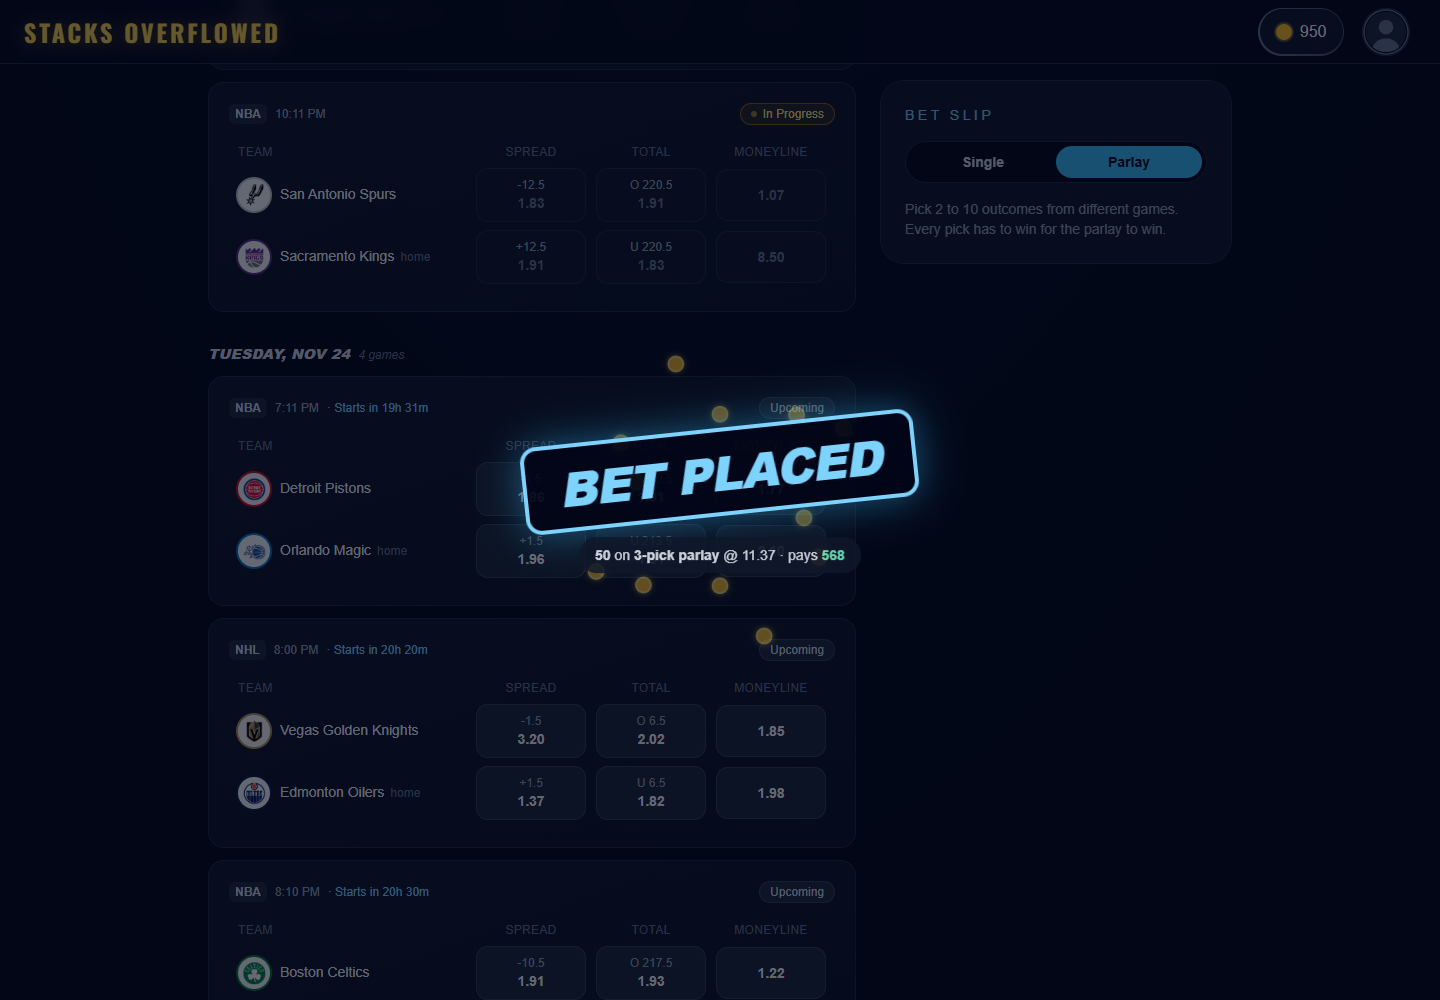 STACKS OVERFLOWED
950
NBA 10:11 PM In Progress
TEAM SPREAD TOTAL MONEYLINE
-12.5 O 220.5
San Antonio Spurs 1.83 1.91 1.07
+12.5 U 220.5
Sacramento Kings home 1.91 1.83 8.50
BET SLIP
Single Parlay
Pick 2 to 10 outcomes from different games.
Every pick has to win for the parlay to win.
TUESDAY, NOV 24 4 games
NBA 7:11 PM · Starts in 19h 31m Upcoming
TEAM SPREAD
Detroit Pistons
BET PLACED
+1.5
Orlando Magic home 1.96
50 on 3-pick parlay @ 11.37 · pays 568
NHL 8:00 PM · Starts in 20h 20m Upcoming
TEAM SPREAD TOTAL MONEYLINE
-1.5 O 6.5
Vegas Golden Knights 3.20 2.02 1.85
+1.5 U 6.5
Edmonton Oilers home 1.37 1.82 1.98
NBA 8:10 PM · Starts in 20h 30m Upcoming
TEAM SPREAD TOTAL MONEYLINE
-10.5 O 217.5
Boston Celtics 1.91 1.93 1.22